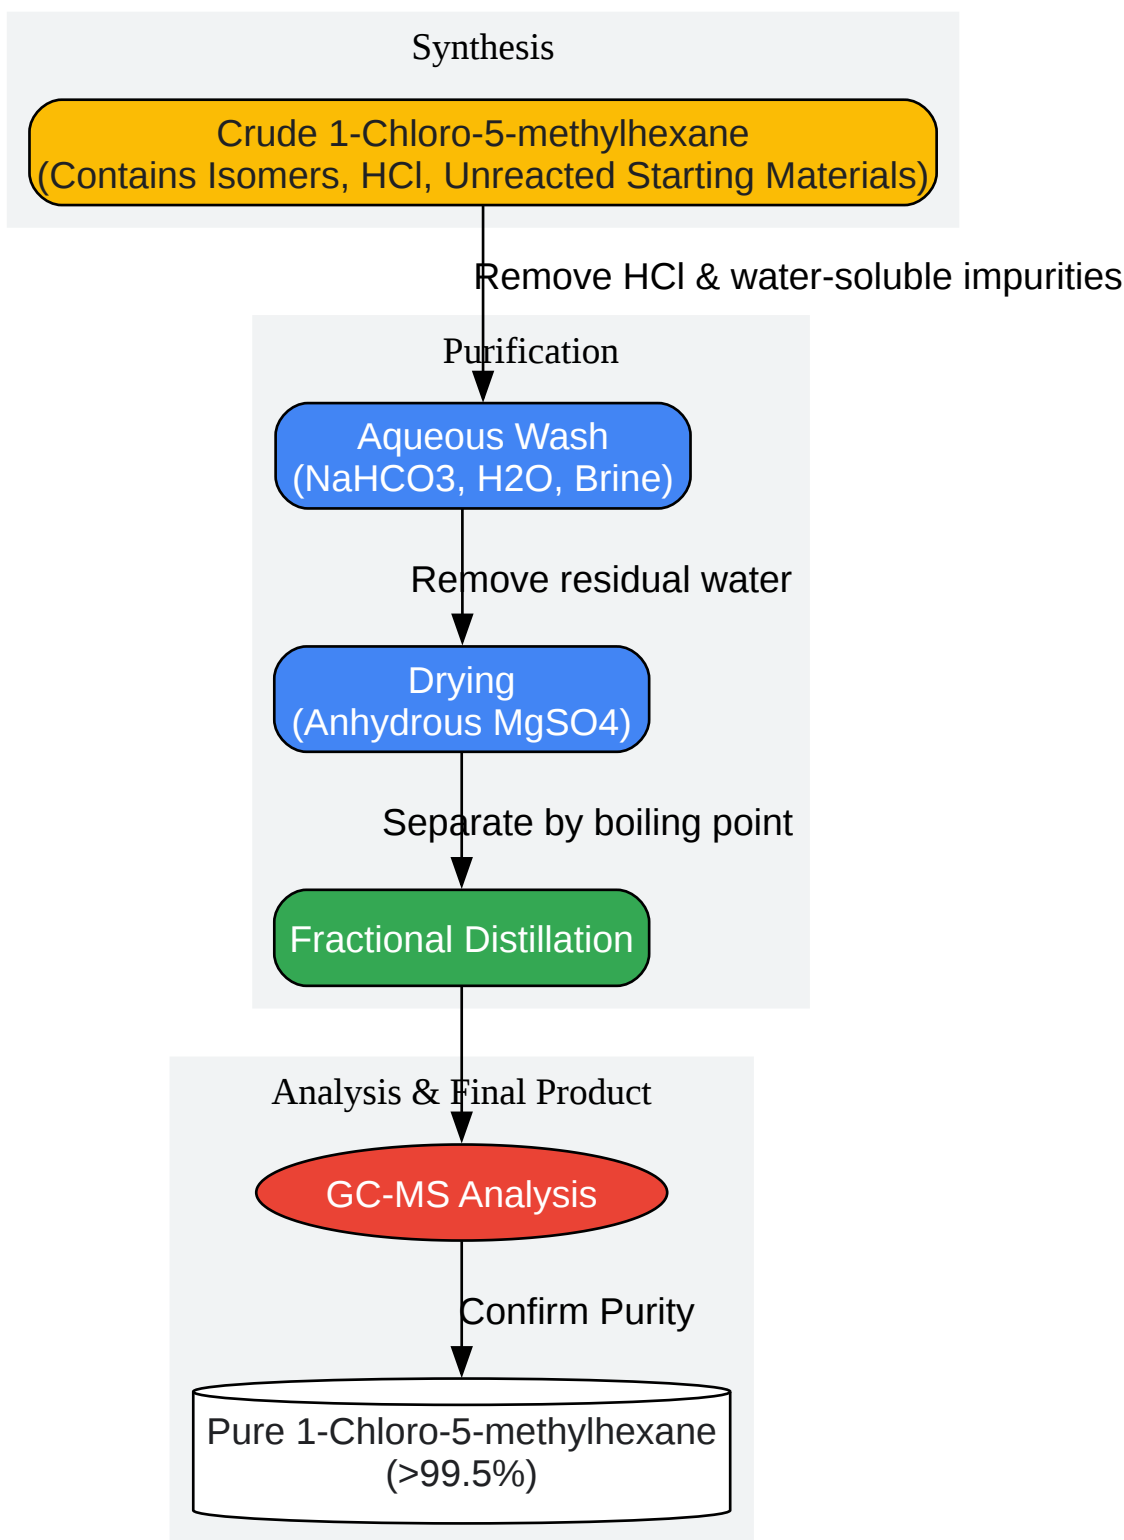 Synthesis
Crude 1-Chloro-5-methylhexane
(Contains Isomers, HCl, Unreacted Starting Materials)
Remove HCl & water-soluble impurities
Purification
Aqueous Wash
(NaHCO3, H2O, Brine)
Remove residual water
Drying
(Anhydrous MgSO4)
Separate by boiling point
Fractional Distillation
Analysis & Final Product
GC-MS Analysis
Confirm Purity
Pure 1-Chloro-5-methylhexane
(>99.5%)